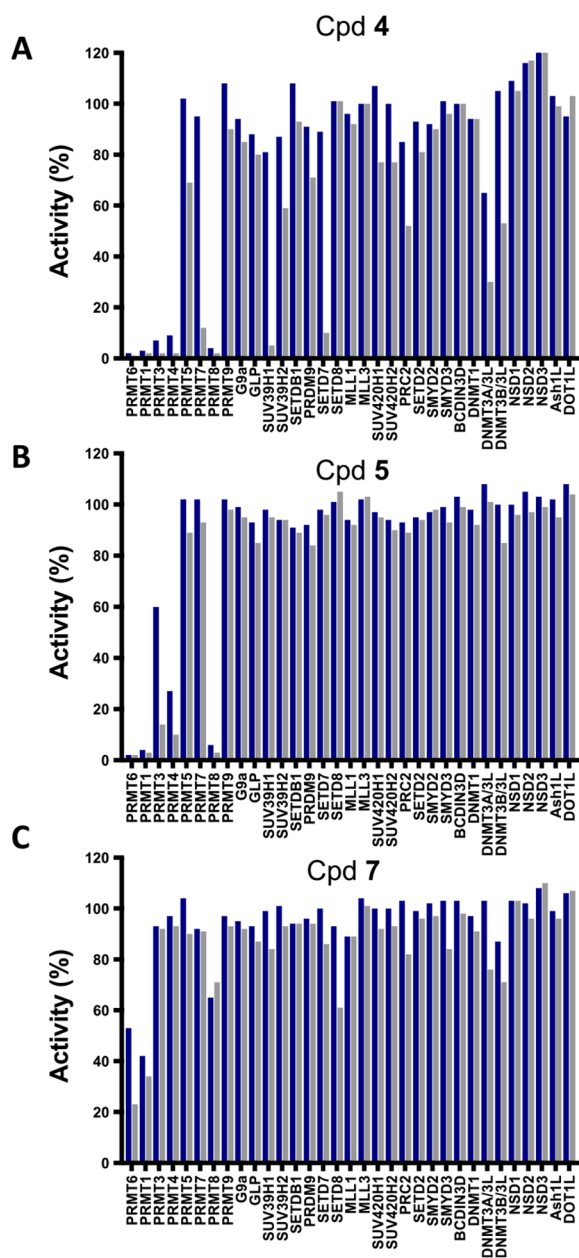 A
Cpd 4
Activity (%)
120
100
80
60
40
20
0
PRMT6
PRMT1
PRMT3
PRMT4
PRMT5
PRMT7
PRMT8
PRMT9
G9a
GLP
SUV39H1
SUV39H2
SETDB1
PRDM9
SETD7
SETD8
MLL1
MLL3
SUV420H1
SUV420H2
PRC2
SETD2
SMYD2
SMYD3
BCDIN3D
DNMT1
DNMT3A/3L
DNMT3B/3L
NSD1
NSD2
NSD3
Ash1L
DOT1L
B
Cpd 5
Activity (%)
120
100
80
60
40
20
0
PRMT6
PRMT1
PRMT3
PRMT4
PRMT5
PRMT7
PRMT8
PRMT9
G9a
GLP
SUV39H1
SUV39H2
SETDB1
PRDM9
SETD7
SETD8
MLL1
MLL3
SUV420H1
SUV420H2
PRC2
SETD2
SMYD2
SMYD3
BCDIN3D
DNMT1
DNMT3A/3L
DNMT3B/3L
NSD1
NSD2
NSD3
Ash1L
DOT1L
C
Cpd 7
Activity (%)
120
100
80
60
40
20
0
PRMT6
PRMT1
PRMT3
PRMT4
PRMT5
PRMT7
PRMT8
PRMT9
G9a
GLP
SUV39H1
SUV39H2
SETDB1
PRDM9
SETD7
SETD8
MLL1
MLL3
SUV420H1
SUV420H2
PRC2
SETD2
SMYD2
SMYD3
BCDIN3D
DNMT1
DNMT3A/3L
DNMT3B/3L
NSD1
NSD2
NSD3
Ash1L
DOT1L